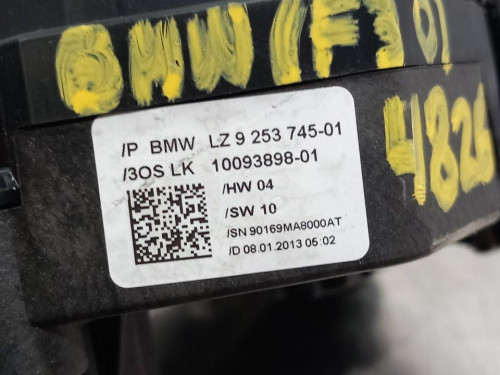 BMW (F30)
4826
/P BMW LZ 9 253 745-01
/3OS LK 10093898-01
/HW 04
/SW 10
/SN 90169MA8000AT
/D 08.01.2013 05:02